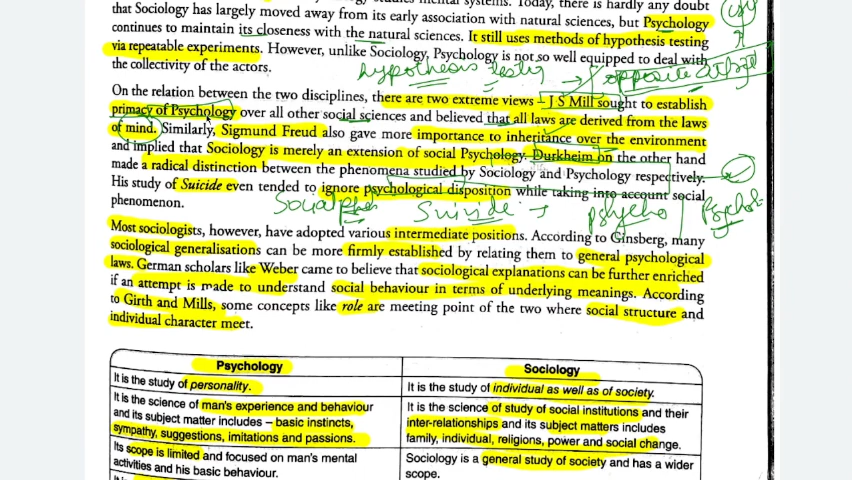 that Sociology has largely moved away from its early association with natural sciences, but Psychology
continues to maintain its closeness with the natural sciences. It still uses methods of hypothesis testing
via repeatable experiments. However, unlike Sociology, Psychology is not so well equipped to deal with
the collectivity of the actors.
hypothesis testing → opposite
On the relation between the two disciplines, there are two extreme views – J S Mill sought to establish
primacy of Psychology over all other social sciences and believed that all laws are derived from the laws
of mind. Similarly, Sigmund Freud also gave more importance to inheritance over the environment
and implied that Sociology is merely an extension of social Psychology. Durkheim on the other hand
made a radical distinction between the phenomena studied by Sociology and Psychology respectively.
His study of Suicide even tended to ignore psychological disposition while taking into account social
phenomenon.
Suicide → psycho
Most sociologists, however, have adopted various intermediate positions. According to Ginsberg, many
sociological generalisations can be more firmly established by relating them to general psychological
laws. German scholars like Weber came to believe that sociological explanations can be further enriched
if an attempt is made to understand social behaviour in terms of underlying meanings. According
to Girth and Mills, some concepts like role are meeting point of the two where social structure and
individual character meet.
Psychology Sociology
It is the study of personality. It is the study of individual as well as of society.
It is the science of man's experience and behaviour It is the science of study of social institutions and their
and its subject matter includes – basic instincts, inter-relationships and its subject matters includes
sympathy, suggestions, imitations and passions. family, individual, religions, power and social change.
Its scope is limited and focused on man's mental Sociology is a general study of society and has a wider
activities and his basic behaviour. scope.